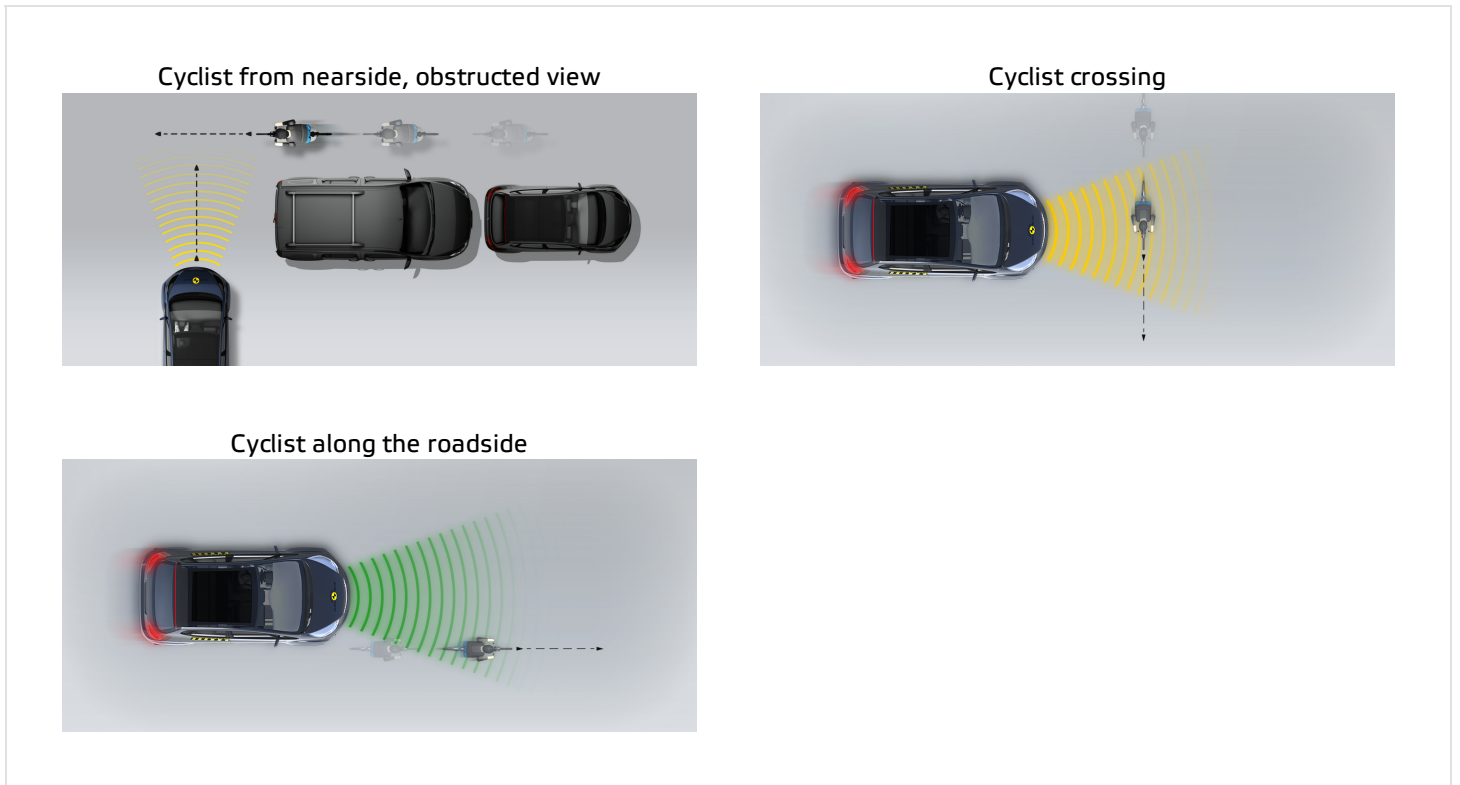 Cyclist from nearside, obstructed view
Cyclist crossing
Cyclist along the roadside